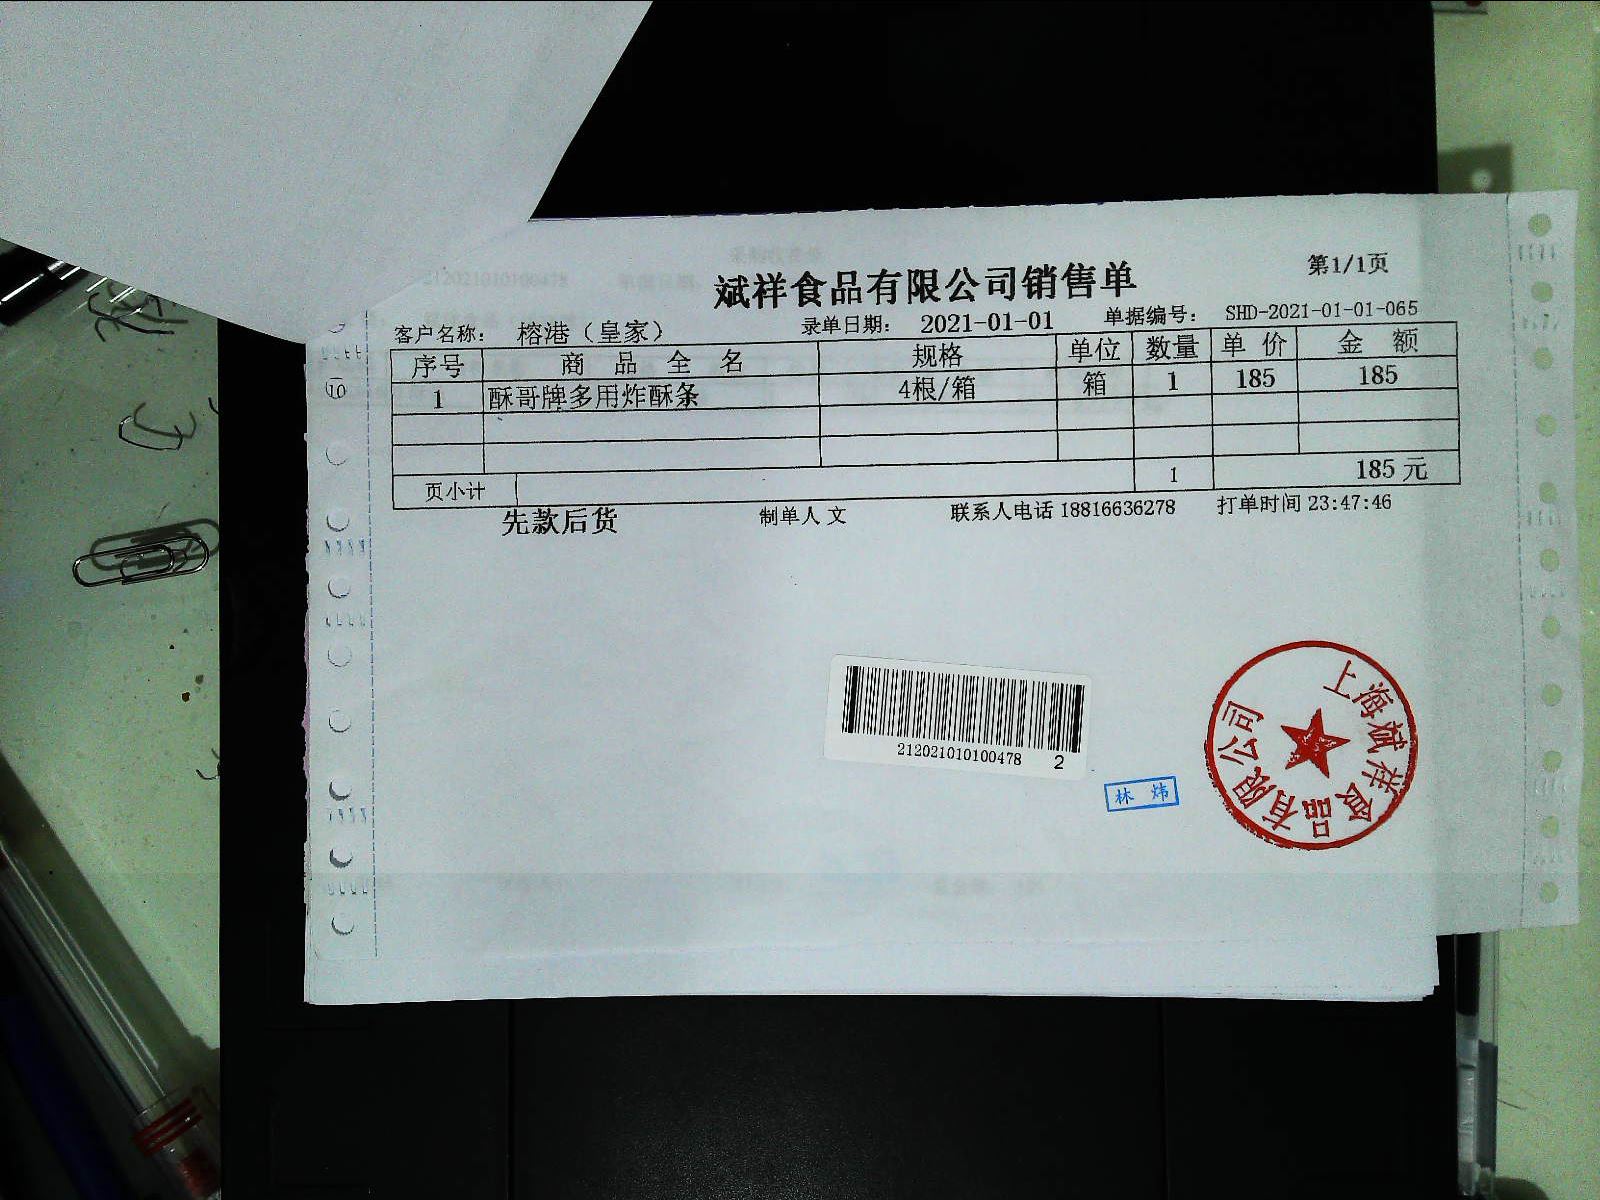 第1/1页
斌祥食品有限公司销售单
客户名称： 榕港（皇家） 录单日期： 2021-01-01 单据编号： SHD-2021-01-01-065
序号 商品全名 规格 单位 数量 单价 金额
1 酥哥牌多用炸酥条 4根/箱 箱 1 185 185
页小计 1 185元
先款后货 制单人 文 联系人电话 18816636278 打单时间 23:47:46
212021010100478 2
林 炜
上海斌祥食品有限公司
10
212021010100478